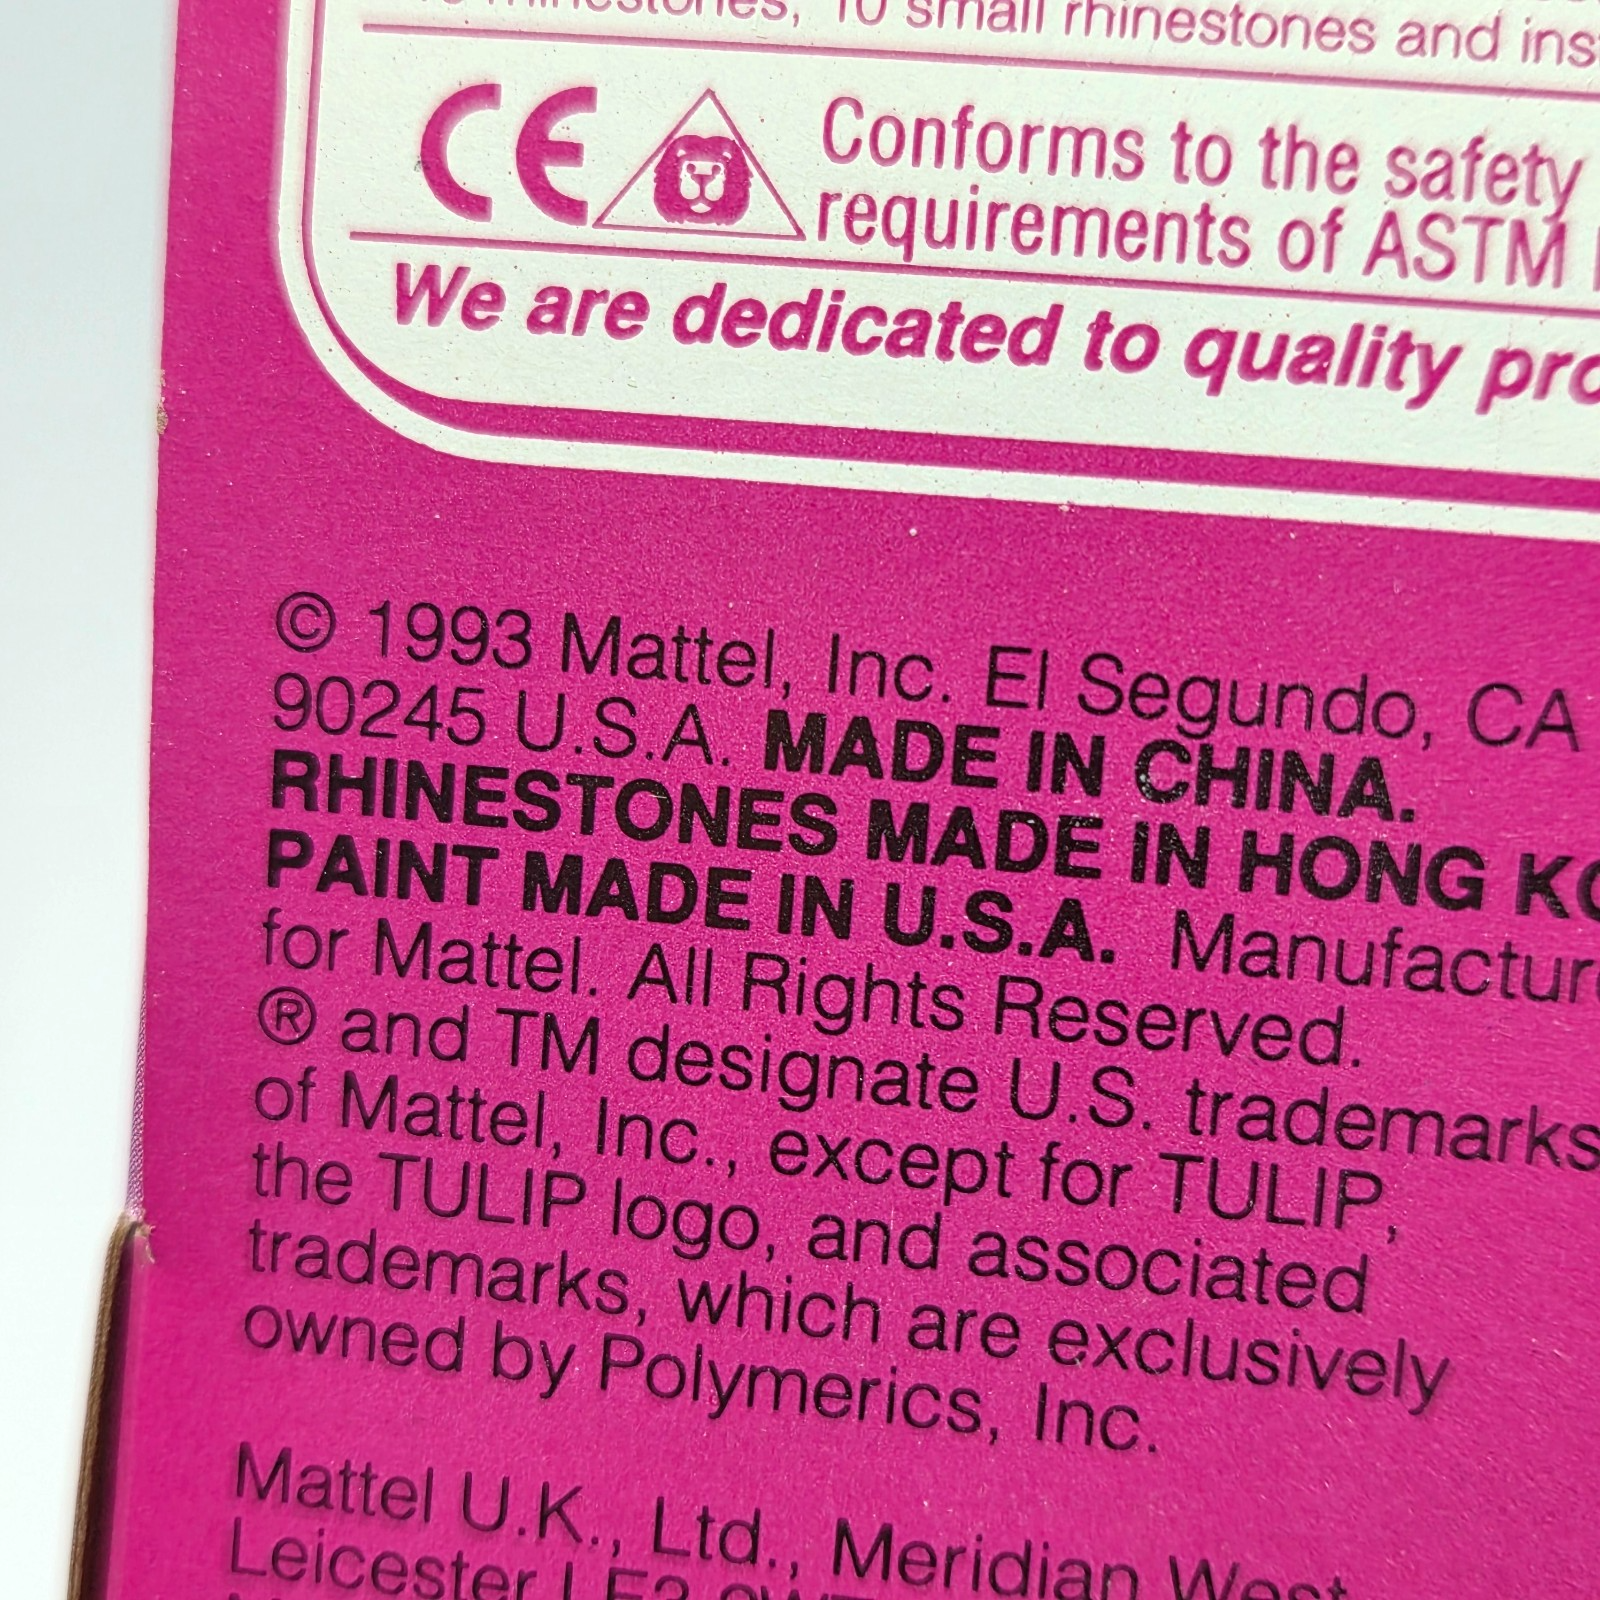 rhinestones, 10 small rhinestones and
CE Conforms to the safety
requirements of ASTM
We are dedicated to quality
© 1993 Mattel, Inc. El Segundo, CA
90245 U.S.A. MADE IN CHINA.
RHINESTONES MADE IN HONG
PAINT MADE IN U.S.A. Manufactur
for Mattel. All Rights Reserved.
® and TM designate U.S. trademarks
of Mattel, Inc., except for TULIP,
the TULIP logo, and associated
trademarks, which are exclusively
owned by Polymerics, Inc.
Mattel U.K., Ltd., Meridian West,
Leicester